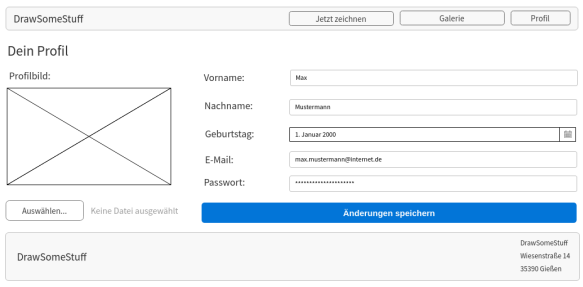 DrawSomeStuff
Jetzt zeichnen
Galerie
Profil
Dein Profil
Profilbild:
Vorname:
Max
Nachname:
Mustermann
Geburtstag:
1. Januar 2000
E-Mail:
max.mustermann@internet.de
Passwort:
*********************
Auswählen...
Keine Datei ausgewählt
Änderungen speichern
DrawSomeStuff
DrawSomeStuff
Wiesenstraße 14
35390 Gießen